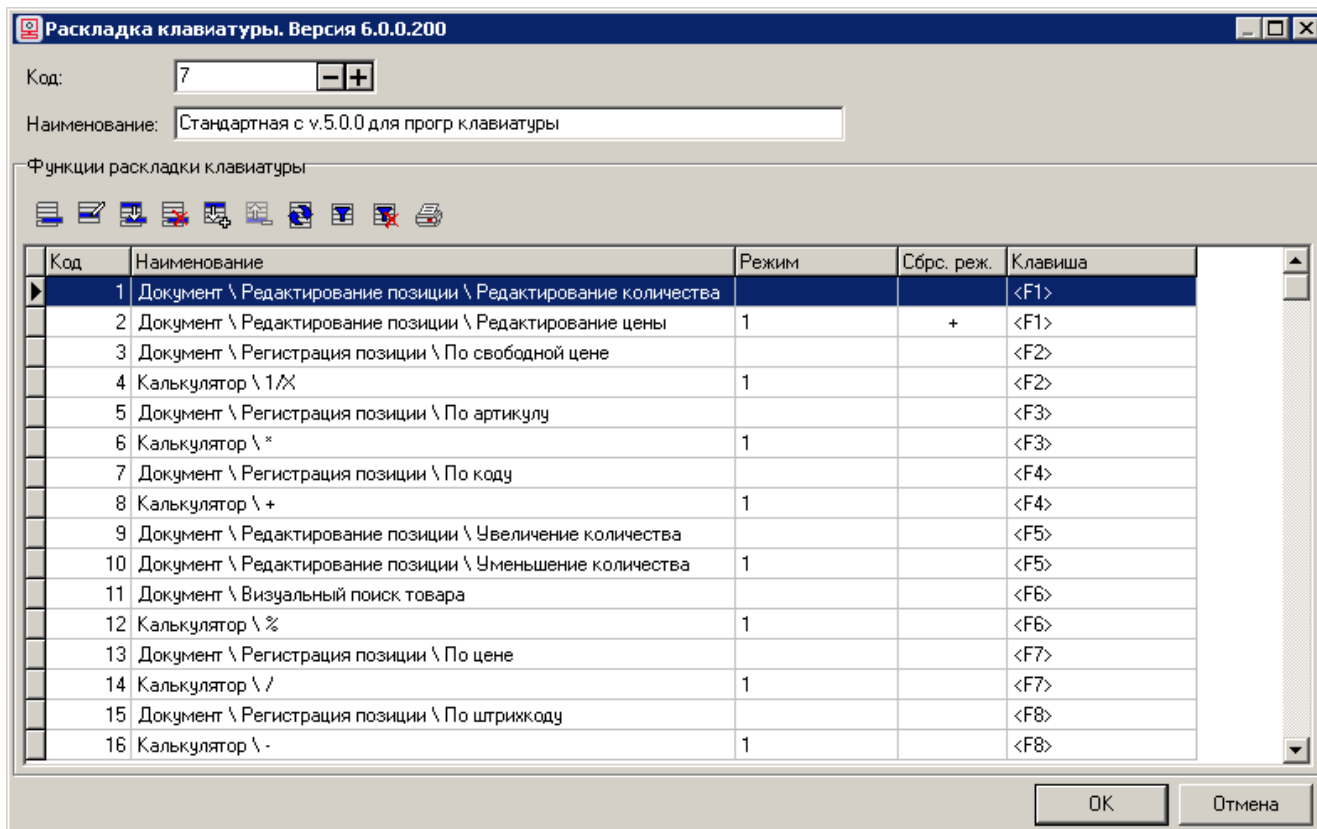 Раскладка клавиатуры. Версия 6.0.0.200
Код: 7
Наименование: Стандартная с v.5.0.0 для прогр клавиатуры
Функции раскладки клавиатуры
Код Наименование Режим Сбрс. реж. Клавиша
1 Документ \ Редактирование позиции \ Редактирование количества <F1>
2 Документ \ Редактирование позиции \ Редактирование цены 1 + <F1>
3 Документ \ Регистрация позиции \ По свободной цене <F2>
4 Калькулятор \ 1/X 1 <F2>
5 Документ \ Регистрация позиции \ По артикулу <F3>
6 Калькулятор \ * 1 <F3>
7 Документ \ Регистрация позиции \ По коду <F4>
8 Калькулятор \ + 1 <F4>
9 Документ \ Редактирование позиции \ Увеличение количества <F5>
10 Документ \ Редактирование позиции \ Уменьшение количества 1 <F5>
11 Документ \ Визуальный поиск товара <F6>
12 Калькулятор \ % 1 <F6>
13 Документ \ Регистрация позиции \ По цене <F7>
14 Калькулятор \ / 1 <F7>
15 Документ \ Регистрация позиции \ По штрихкоду <F8>
16 Калькулятор \ - 1 <F8>
OK Отмена